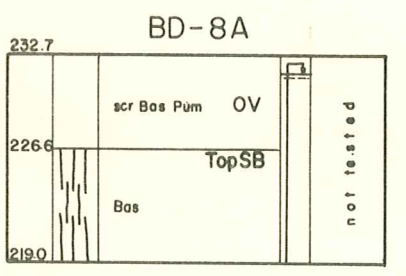 BD-8A
232.7
scr Bas Pum OV
226.6
TopSB
Bas
219.0
not tested